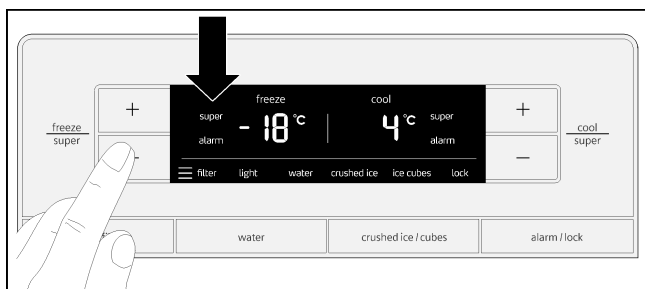 freeze cool
super super
- 18 °C 4 °C
alarm alarm
+ +
freeze cool
super super
— —
filter light water crushed ice ice cubes lock
water crushed ice / cubes alarm / lock